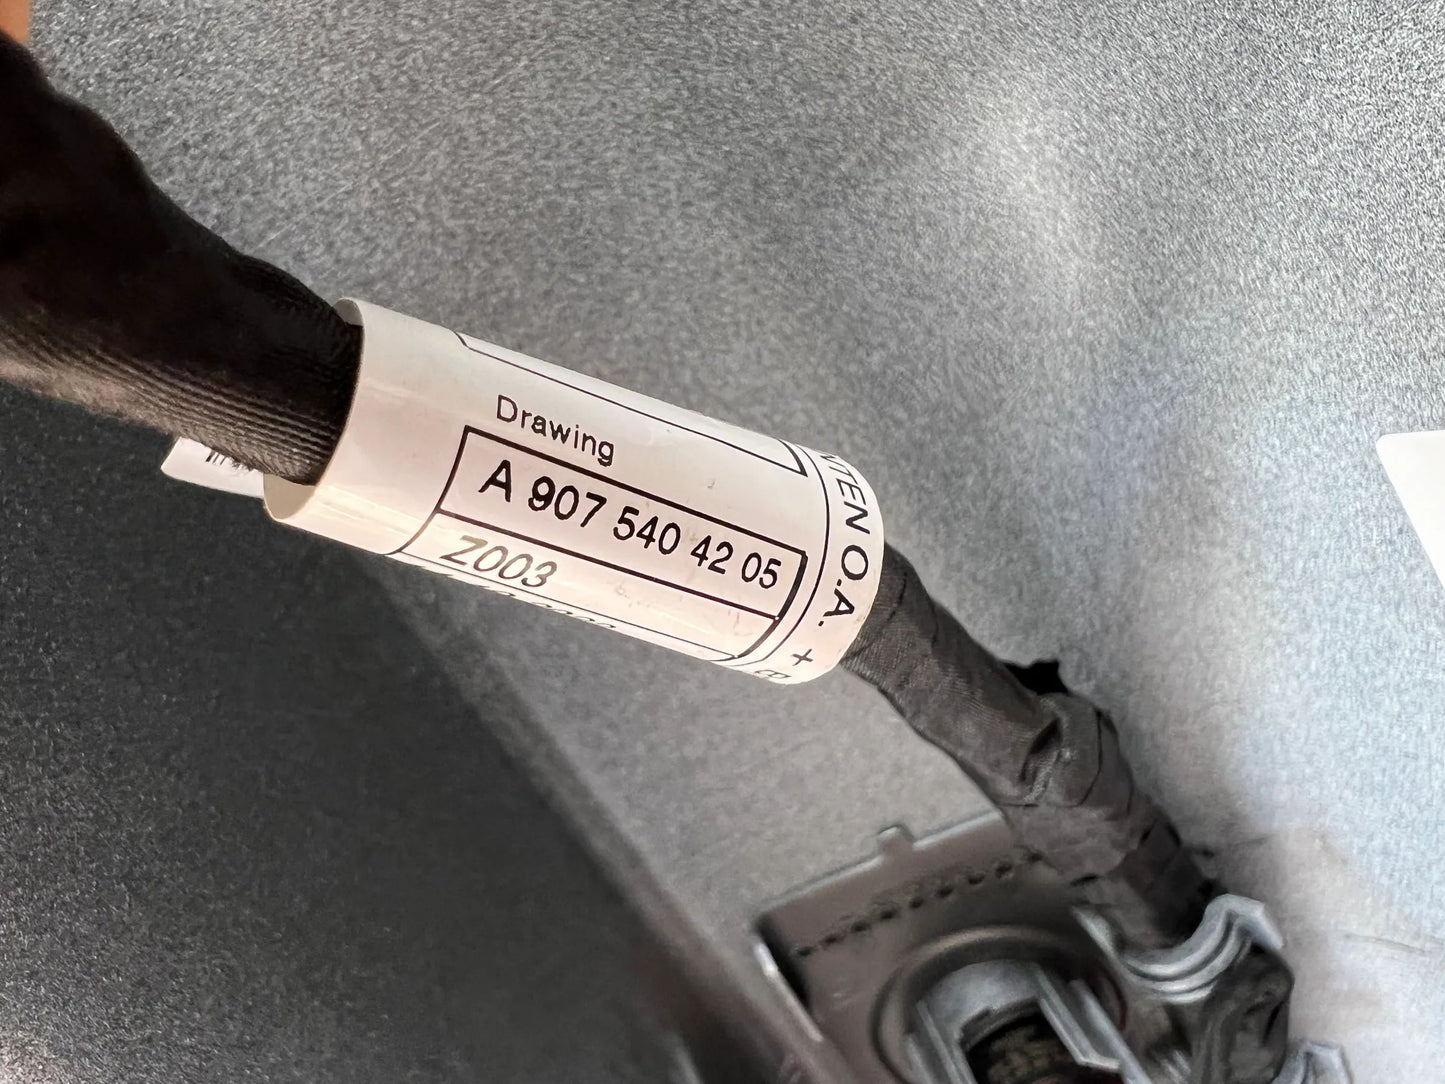 Drawing
A 907 540 42 05
Z003
O.A.
+